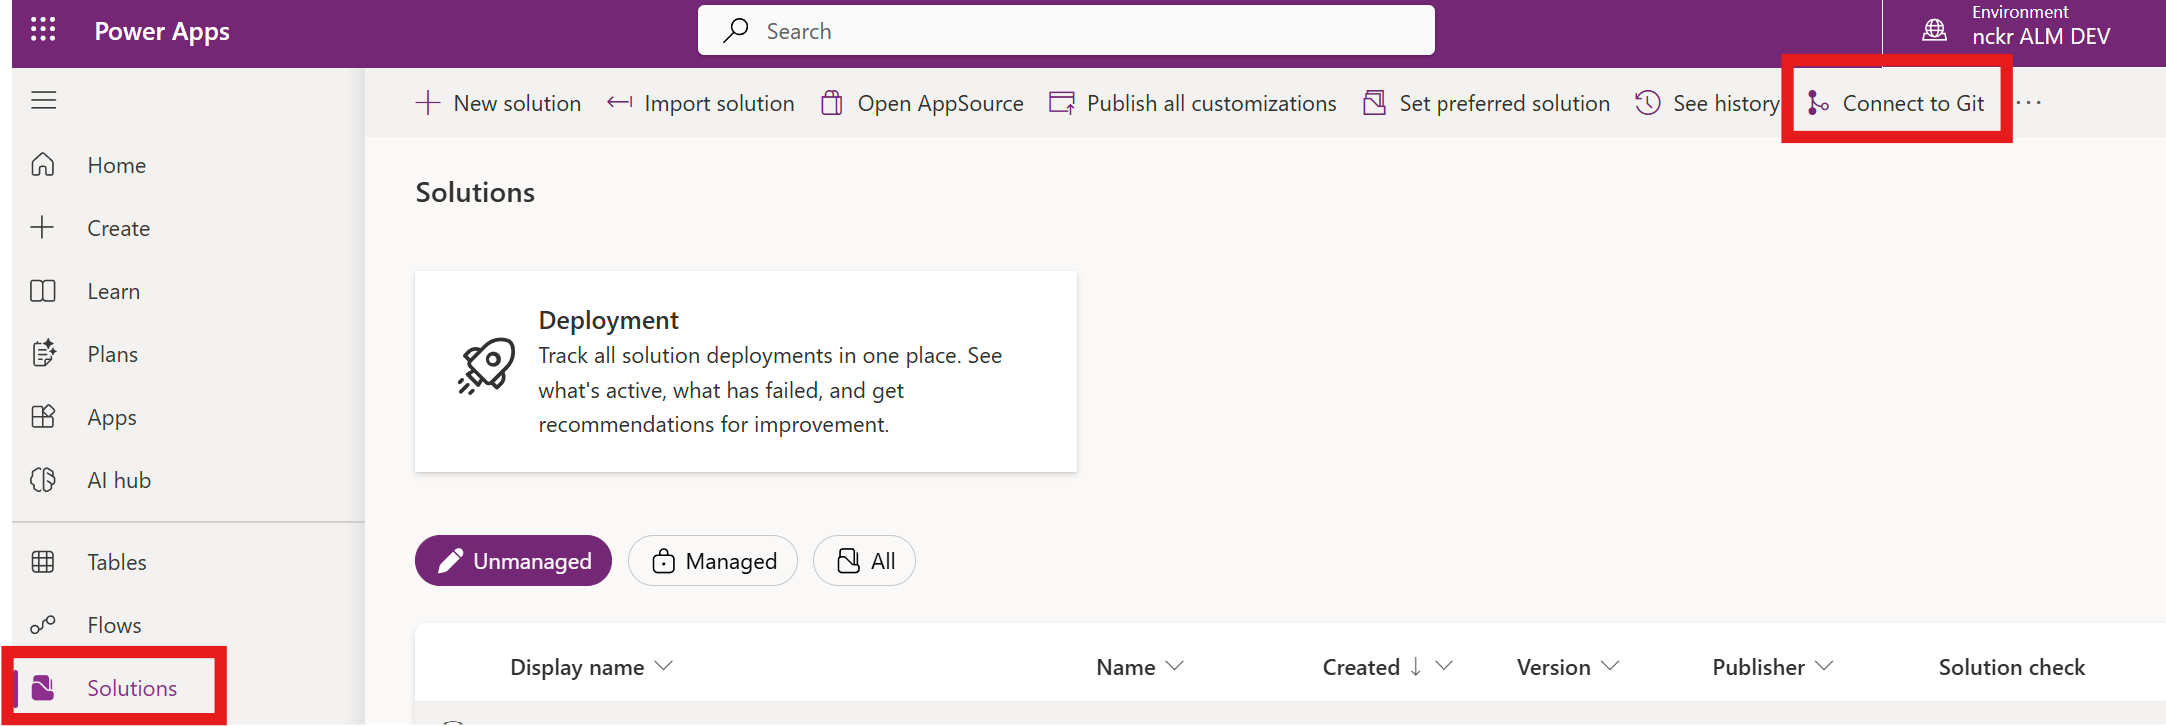 Power Apps
Search
Environment
nckr ALM DEV
New solution
Import solution
Open AppSource
Publish all customizations
Set preferred solution
See history
Connect to Git
···
Home
Create
Learn
Plans
Apps
AI hub
Tables
Flows
Solutions
Solutions
Deployment
Track all solution deployments in one place. See
what's active, what has failed, and get
recommendations for improvement.
Unmanaged
Managed
All
Display name
Name
Created
Version
Publisher
Solution check